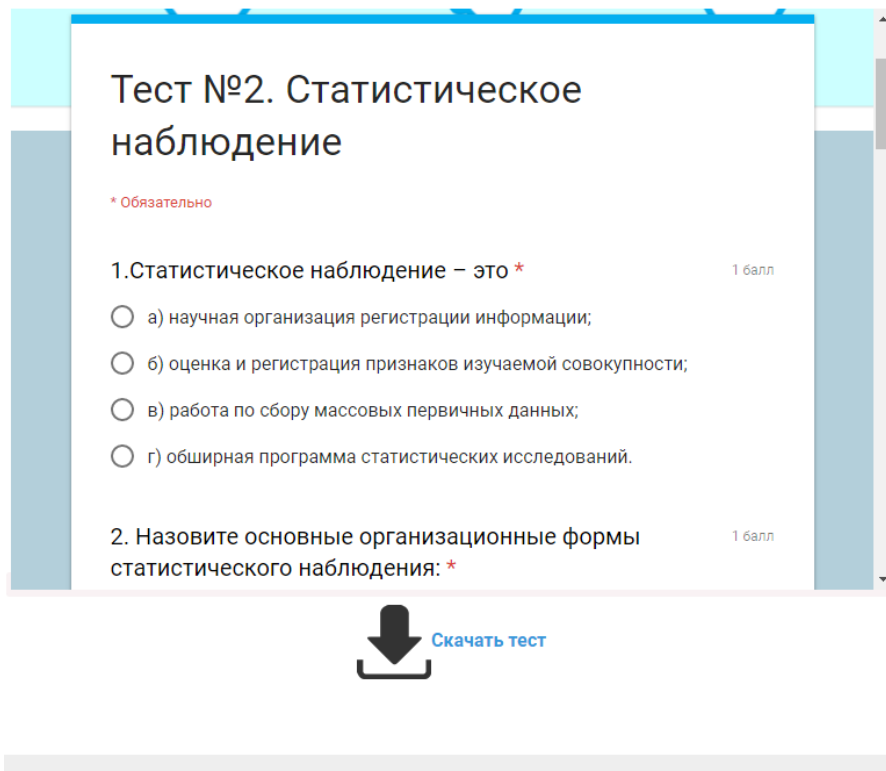 Тест №2. Статистическое
наблюдение
* Обязательно
1.Статистическое наблюдение – это *
1 балл
а) научная организация регистрации информации;
б) оценка и регистрация признаков изучаемой совокупности;
в) работа по сбору массовых первичных данных;
г) обширная программа статистических исследований.
2. Назовите основные организационные формы
1 балл
статистического наблюдения: *
Скачать тест